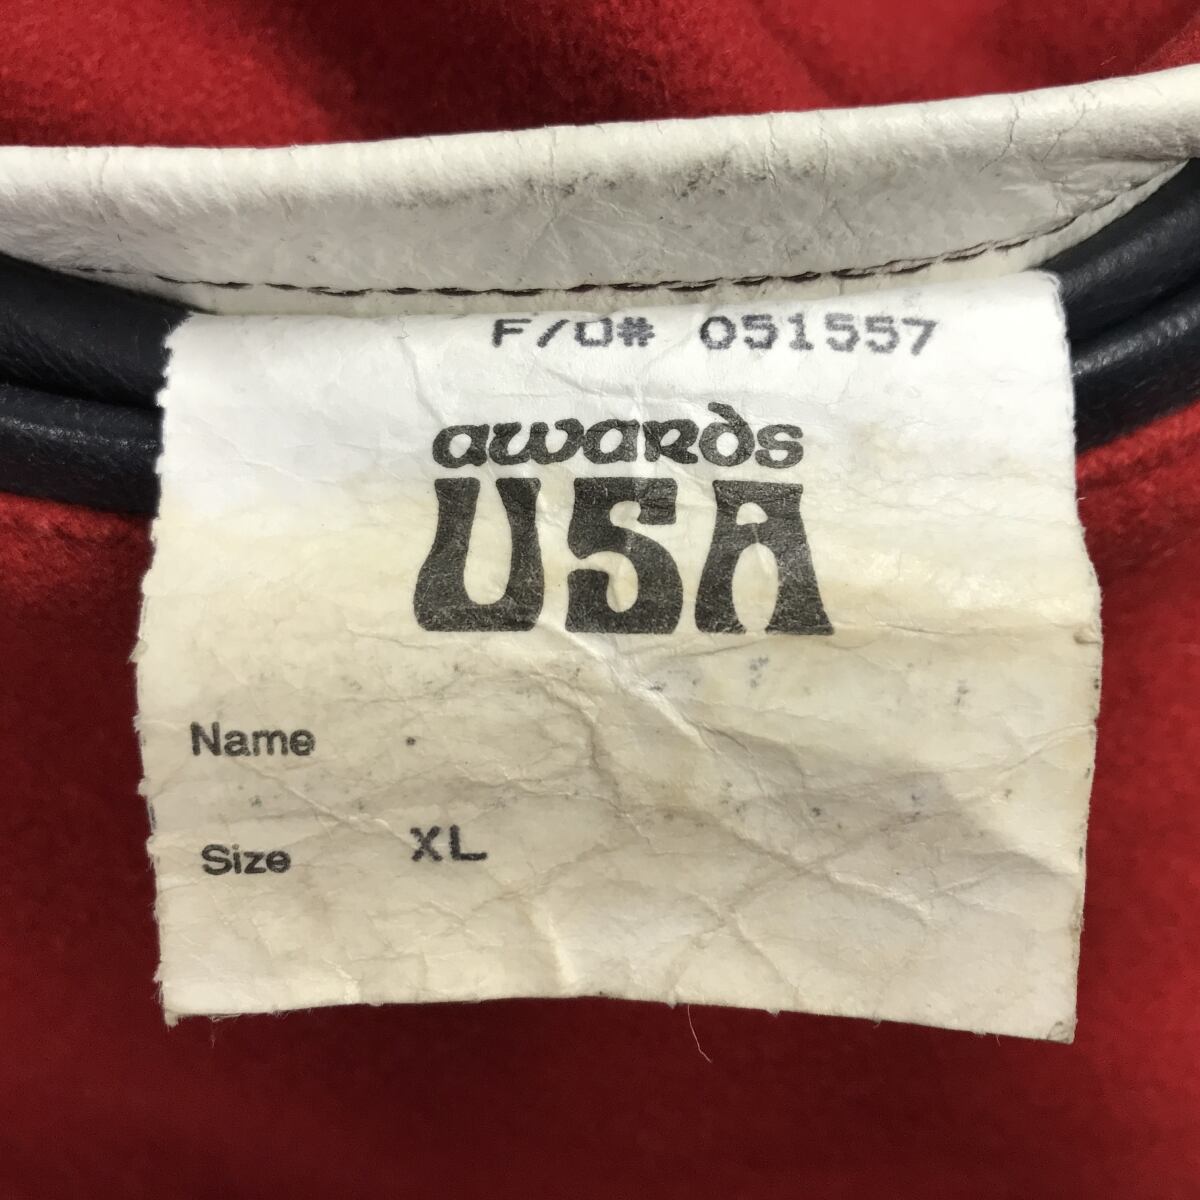 F/O# 051557
awards
USA
Name .
Size XL